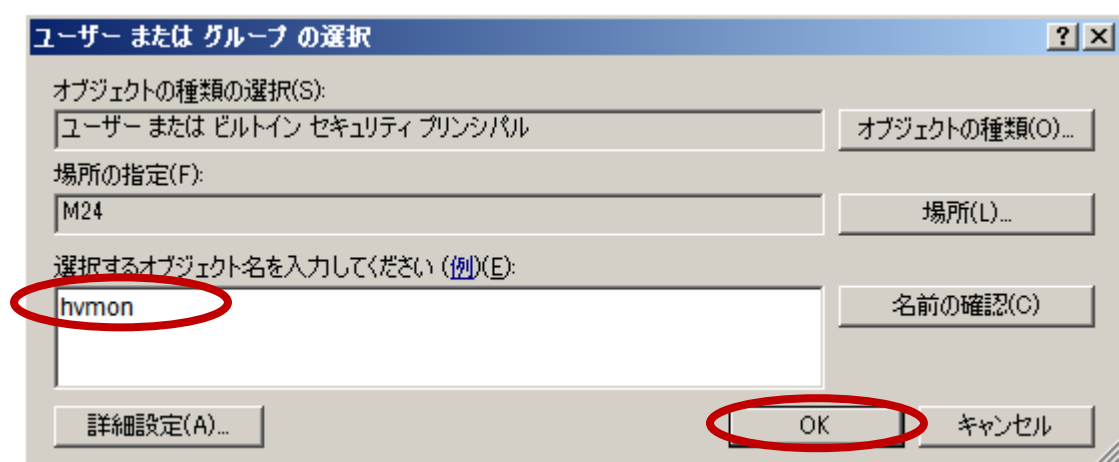 ユーザー または グループ の選択
オブジェクトの種類の選択(S):
ユーザー または ビルトイン セキュリティ プリンシパル
オブジェクトの種類(O)...
場所の指定(F):
M24
場所(L)...
選択するオブジェクト名を入力してください (例)(E):
hvmon
名前の確認(C)
詳細設定(A)...
OK
キャンセル